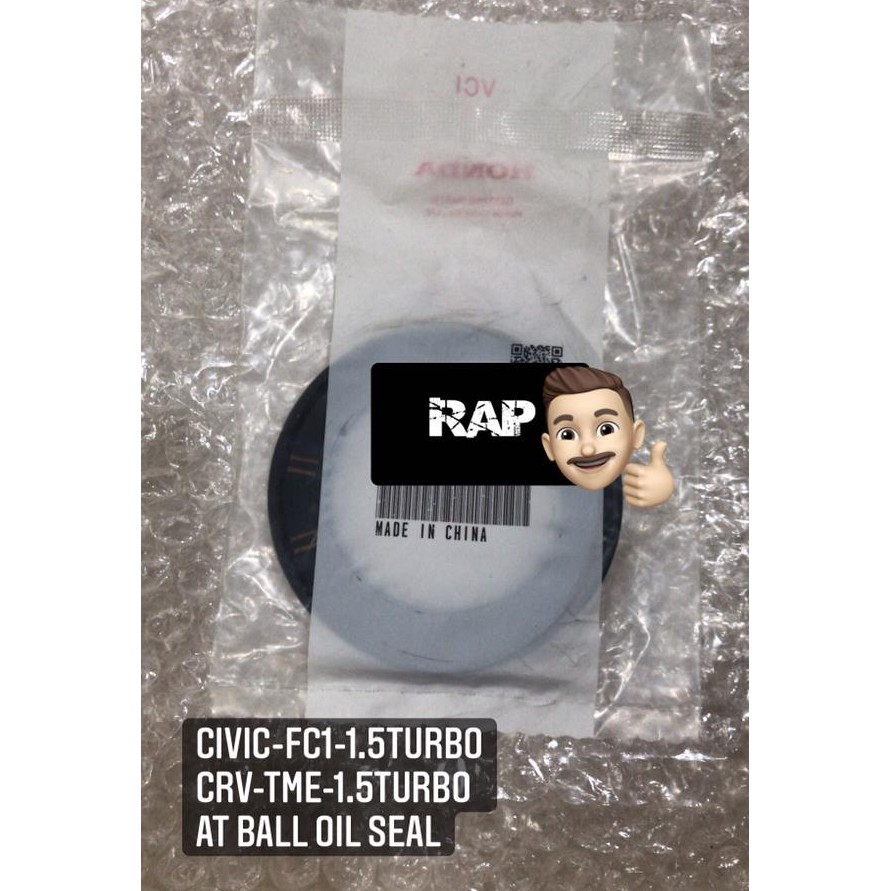 VCI
HONDA
RAP
MADE IN CHINA
CIVIC-FC1-1.5TURBO
CRV-TME-1.5TURBO
AT BALL OIL SEAL